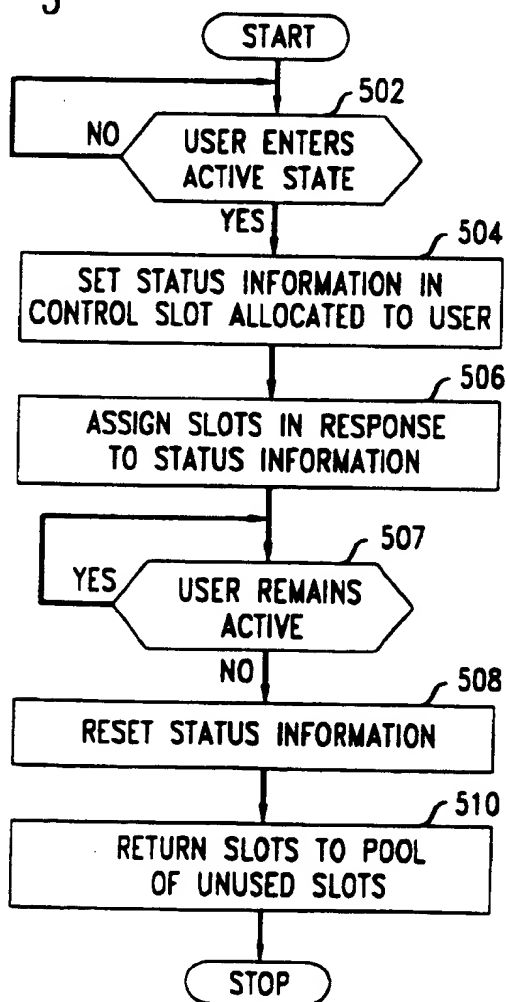 START
502
USER ENTERS
ACTIVE STATE
NO
YES
504
SET STATUS INFORMATION IN
CONTROL SLOT ALLOCATED TO USER
506
ASSIGN SLOTS IN RESPONSE
TO STATUS INFORMATION
507
YES
USER REMAINS
ACTIVE
NO
508
RESET STATUS INFORMATION
510
RETURN SLOTS TO POOL
OF UNUSED SLOTS
STOP